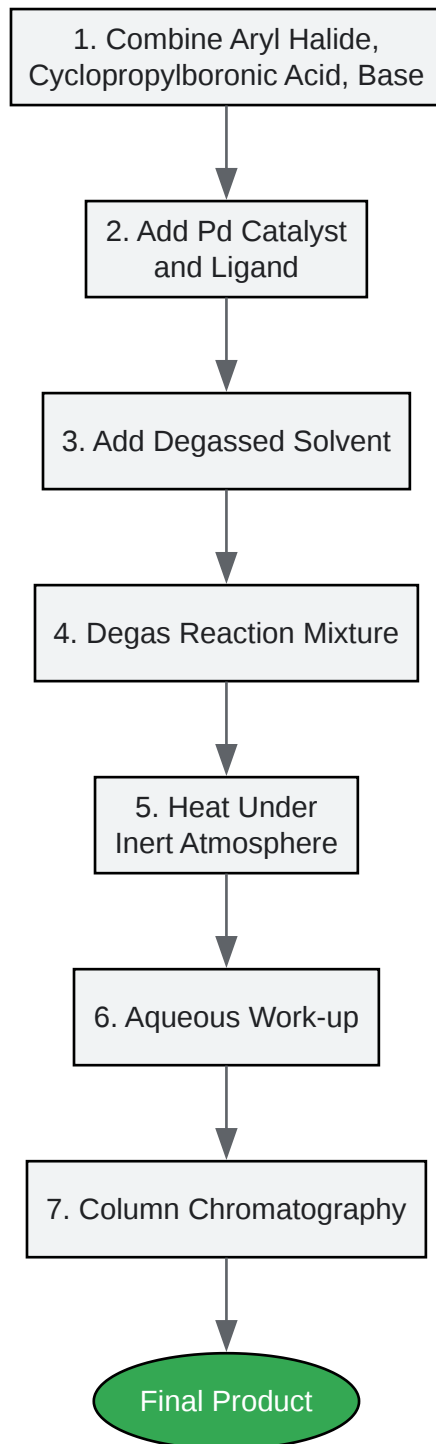 1. Combine Aryl Halide,
Cyclopropylboronic Acid, Base
2. Add Pd Catalyst
and Ligand
3. Add Degassed Solvent
4. Degas Reaction Mixture
5. Heat Under
Inert Atmosphere
6. Aqueous Work-up
7. Column Chromatography
Final Product